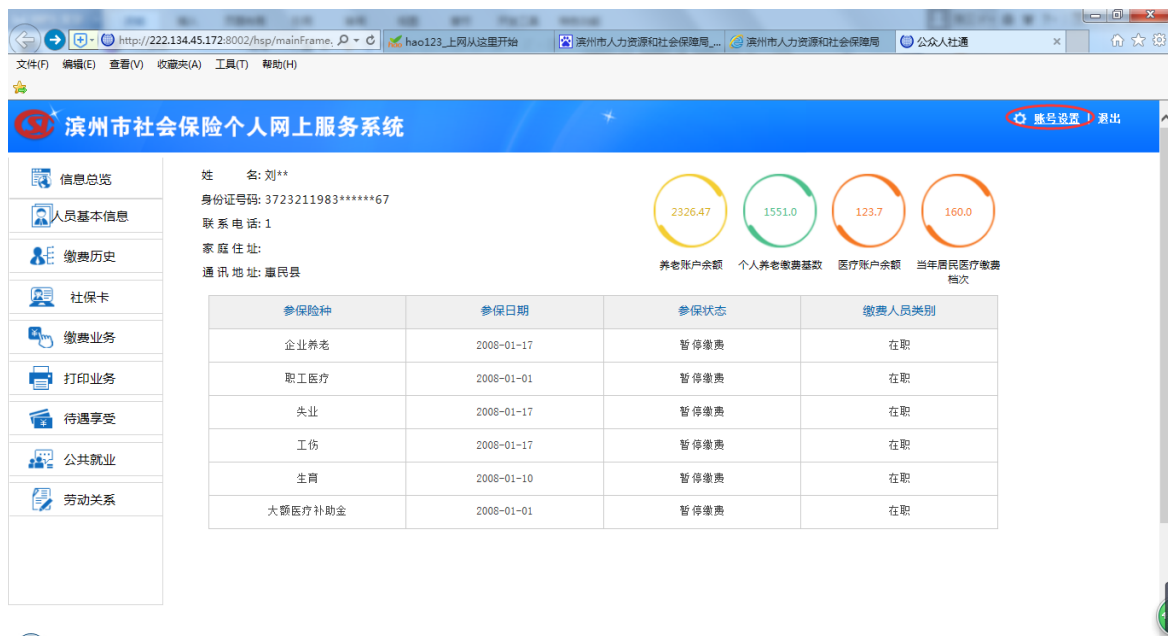 http://222.134.45.172:8002/hsp/mainFrame.
hao123_上网从这里开始
滨州市人力资源和社会保障局_...
滨州市人力资源和社会保障局
公众人社通
文件(F) 编辑(E) 查看(V) 收藏夹(A) 工具(T) 帮助(H)
滨州市社会保险个人网上服务系统
账号设置 | 退出
信息总览
人员基本信息
缴费历史
社保卡
缴费业务
打印业务
待遇享受
公共就业
劳动关系
姓 名: 刘**
身份证号码: 3723211983******67
联系电话: 1
家庭住址:
通讯地址: 惠民县
2326.47 1551.0 123.7 160.0
养老账户余额 个人养老缴费基数 医疗账户余额 当年居民医疗缴费
档次
参保险种 参保日期 参保状态 缴费人员类别
企业养老 2008-01-17 暂停缴费 在职
职工医疗 2008-01-01 暂停缴费 在职
失业 2008-01-17 暂停缴费 在职
工伤 2008-01-17 暂停缴费 在职
生育 2008-01-10 暂停缴费 在职
大额医疗补助金 2008-01-01 暂停缴费 在职